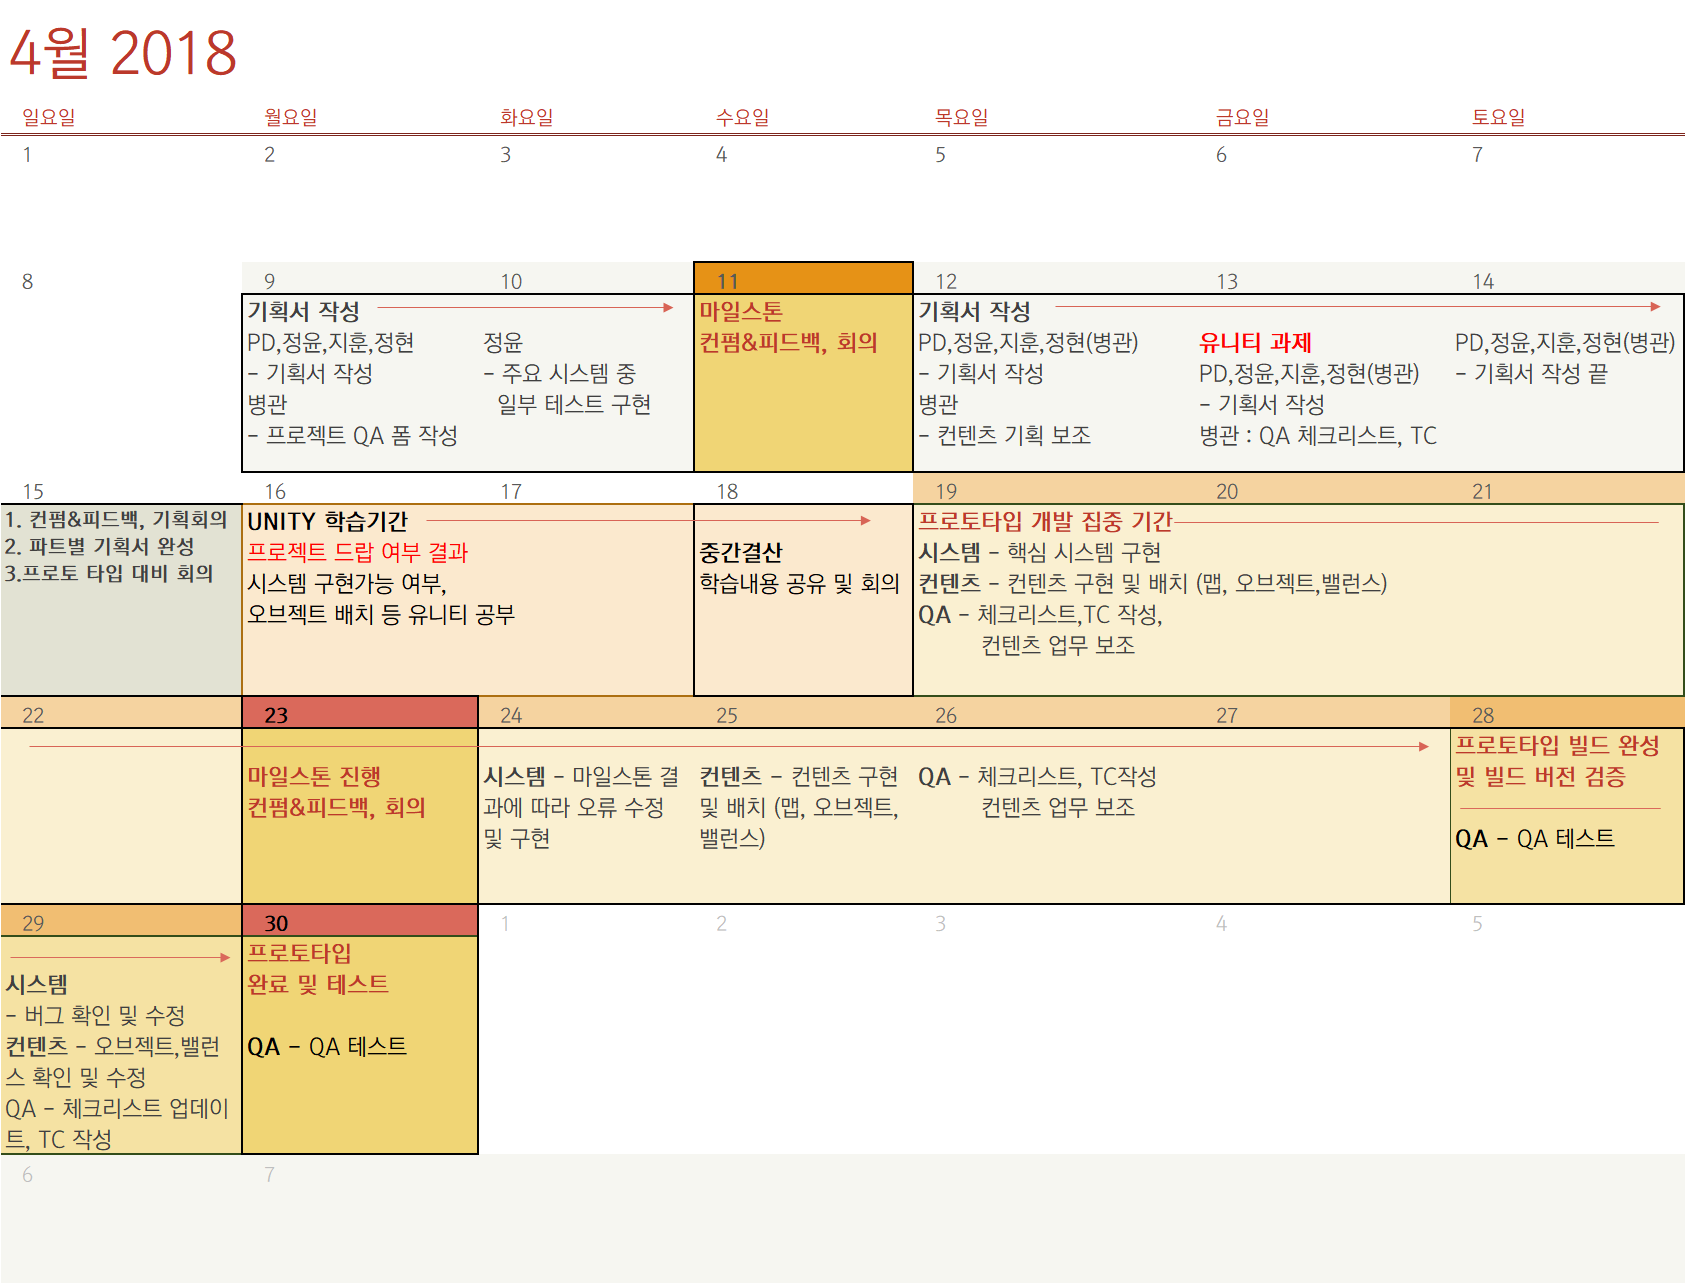 4월 2018
일요일 월요일 화요일 수요일 목요일 금요일 토요일
1 2 3 4 5 6 7
8 9 10 11 12 13 14
기획서 작성
PD,정윤,지훈,정현
- 기획서 작성
병관
- 프로젝트 QA 폼 작성
정윤
- 주요 시스템 중
일부 테스트 구현
마일스톤
컨펌&피드백, 회의
기획서 작성
PD,정윤,지훈,정현(병관)
- 기획서 작성
병관
- 컨텐츠 기획 보조
유니티 과제
PD,정윤,지훈,정현(병관)
- 기획서 작성
병관 : QA 체크리스트, TC
PD,정윤,지훈,정현(병관)
- 기획서 작성 끝
15 16 17 18 19 20 21
1. 컨펌&피드백, 기획회의
2. 파트별 기획서 완성
3.프로토 타입 대비 회의
UNITY 학습기간
프로젝트 드랍 여부 결과
시스템 구현가능 여부,
오브젝트 배치 등 유니티 공부
중간결산
학습내용 공유 및 회의
프로토타입 개발 집중 기간
시스템 - 핵심 시스템 구현
컨텐츠 - 컨텐츠 구현 및 배치 (맵, 오브젝트,밸런스)
QA - 체크리스트,TC 작성,
컨텐츠 업무 보조
22 23 24 25 26 27 28
마일스톤 진행
컨펌&피드백, 회의
시스템 - 마일스톤 결
과에 따라 오류 수정
및 구현
컨텐츠 - 컨텐츠 구현
및 배치 (맵, 오브젝트,
밸런스)
QA - 체크리스트, TC작성
컨텐츠 업무 보조
프로토타입 빌드 완성
및 빌드 버전 검증
QA - QA 테스트
29 30 1 2 3 4 5
시스템
- 버그 확인 및 수정
컨텐츠 - 오브젝트,밸런
스 확인 및 수정
QA - 체크리스트 업데이
트, TC 작성
프로토타입
완료 및 테스트
QA - QA 테스트
6 7